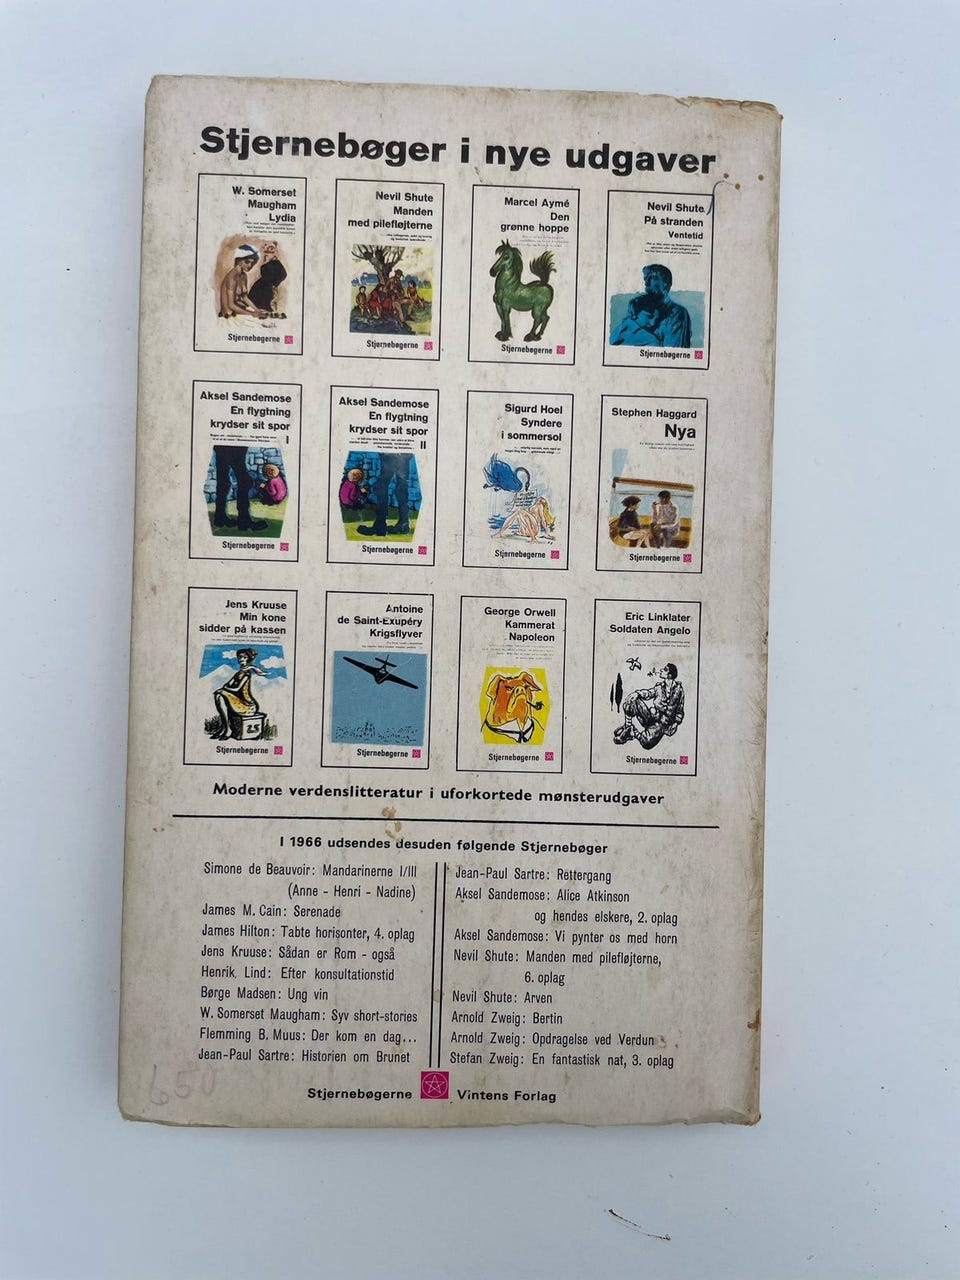 Stjernebøger i nye udgaver
W. Somerset
Maugham
Lydia
Stjernebøgerne
Nevil Shute
Manden
med pilefløjterne
Stjernebøgerne
Marcel Aymé
Den
grønne hoppe
Stjernebøgerne
Nevil Shute
På stranden
Ventetid
Stjernebøgerne
Aksel Sandemose
En flygtning
krydser sit spor
I
Stjernebøgerne
Aksel Sandemose
En flygtning
krydser sit spor
II
Stjernebøgerne
Sigurd Hoel
Syndere
i sommersol
Stjernebøgerne
Stephen Haggard
Nya
Stjernebøgerne
Jens Kruuse
Min kone
sidder på kassen
25
Stjernebøgerne
Antoine
de Saint-Exupéry
Krigsflyver
Stjernebøgerne
George Orwell
Kammerat
Napoleon
Stjernebøgerne
Eric Linklater
Soldaten Angelo
Stjernebøgerne
Moderne verdenslitteratur i uforkortede mønsterudgaver
I 1966 udsendes desuden følgende Stjernebøger
Simone de Beauvoir: Mandarinerne I/III
(Anne - Henri - Nadine)
James M. Cain: Serenade
James Hilton: Tabte horisonter, 4. oplag
Jens Kruuse: Sådan er Rom - også
Henrik Lind: Efter konsultationstid
Børge Madsen: Ung vin
W. Somerset Maugham: Syv short-stories
Flemming B. Muus: Der kom en dag...
Jean-Paul Sartre: Historien om Brunet
Jean-Paul Sartre: Rettergang
Aksel Sandemose: Alice Atkinson
og hendes elskere, 2. oplag
Aksel Sandemose: Vi pynter os med horn
Nevil Shute: Manden med pilefløjterne,
6. oplag
Nevil Shute: Arven
Arnold Zweig: Bertin
Arnold Zweig: Opdragelse ved Verdun
Stefan Zweig: En fantastisk nat, 3. oplag
Stjernebøgerne Vintens Forlag
650